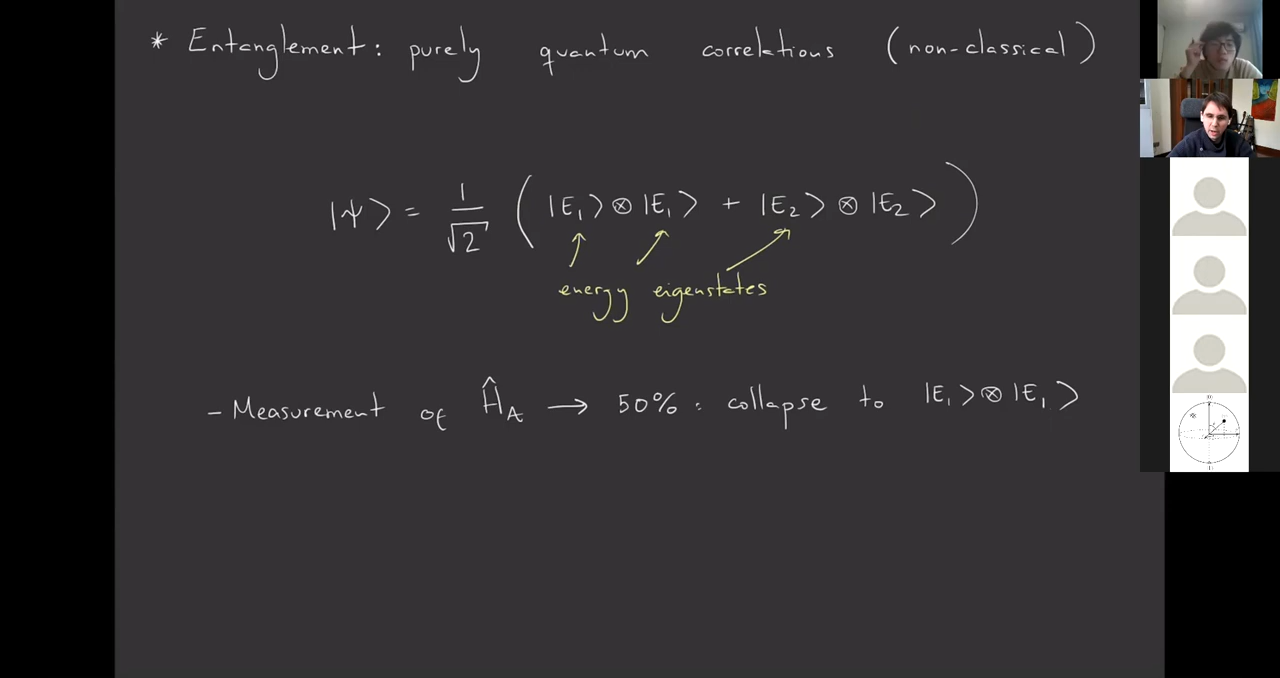 * Entanglement: purely quantum correlations (non-classical)
|ψ⟩ = 1/√2 ( |E₁⟩ ⊗ |E₁⟩ + |E₂⟩ ⊗ |E₂⟩ )
energy eigenstates
- Measurement of Ĥ_A → 50% : collapse to |E₁⟩ ⊗ |E₁⟩